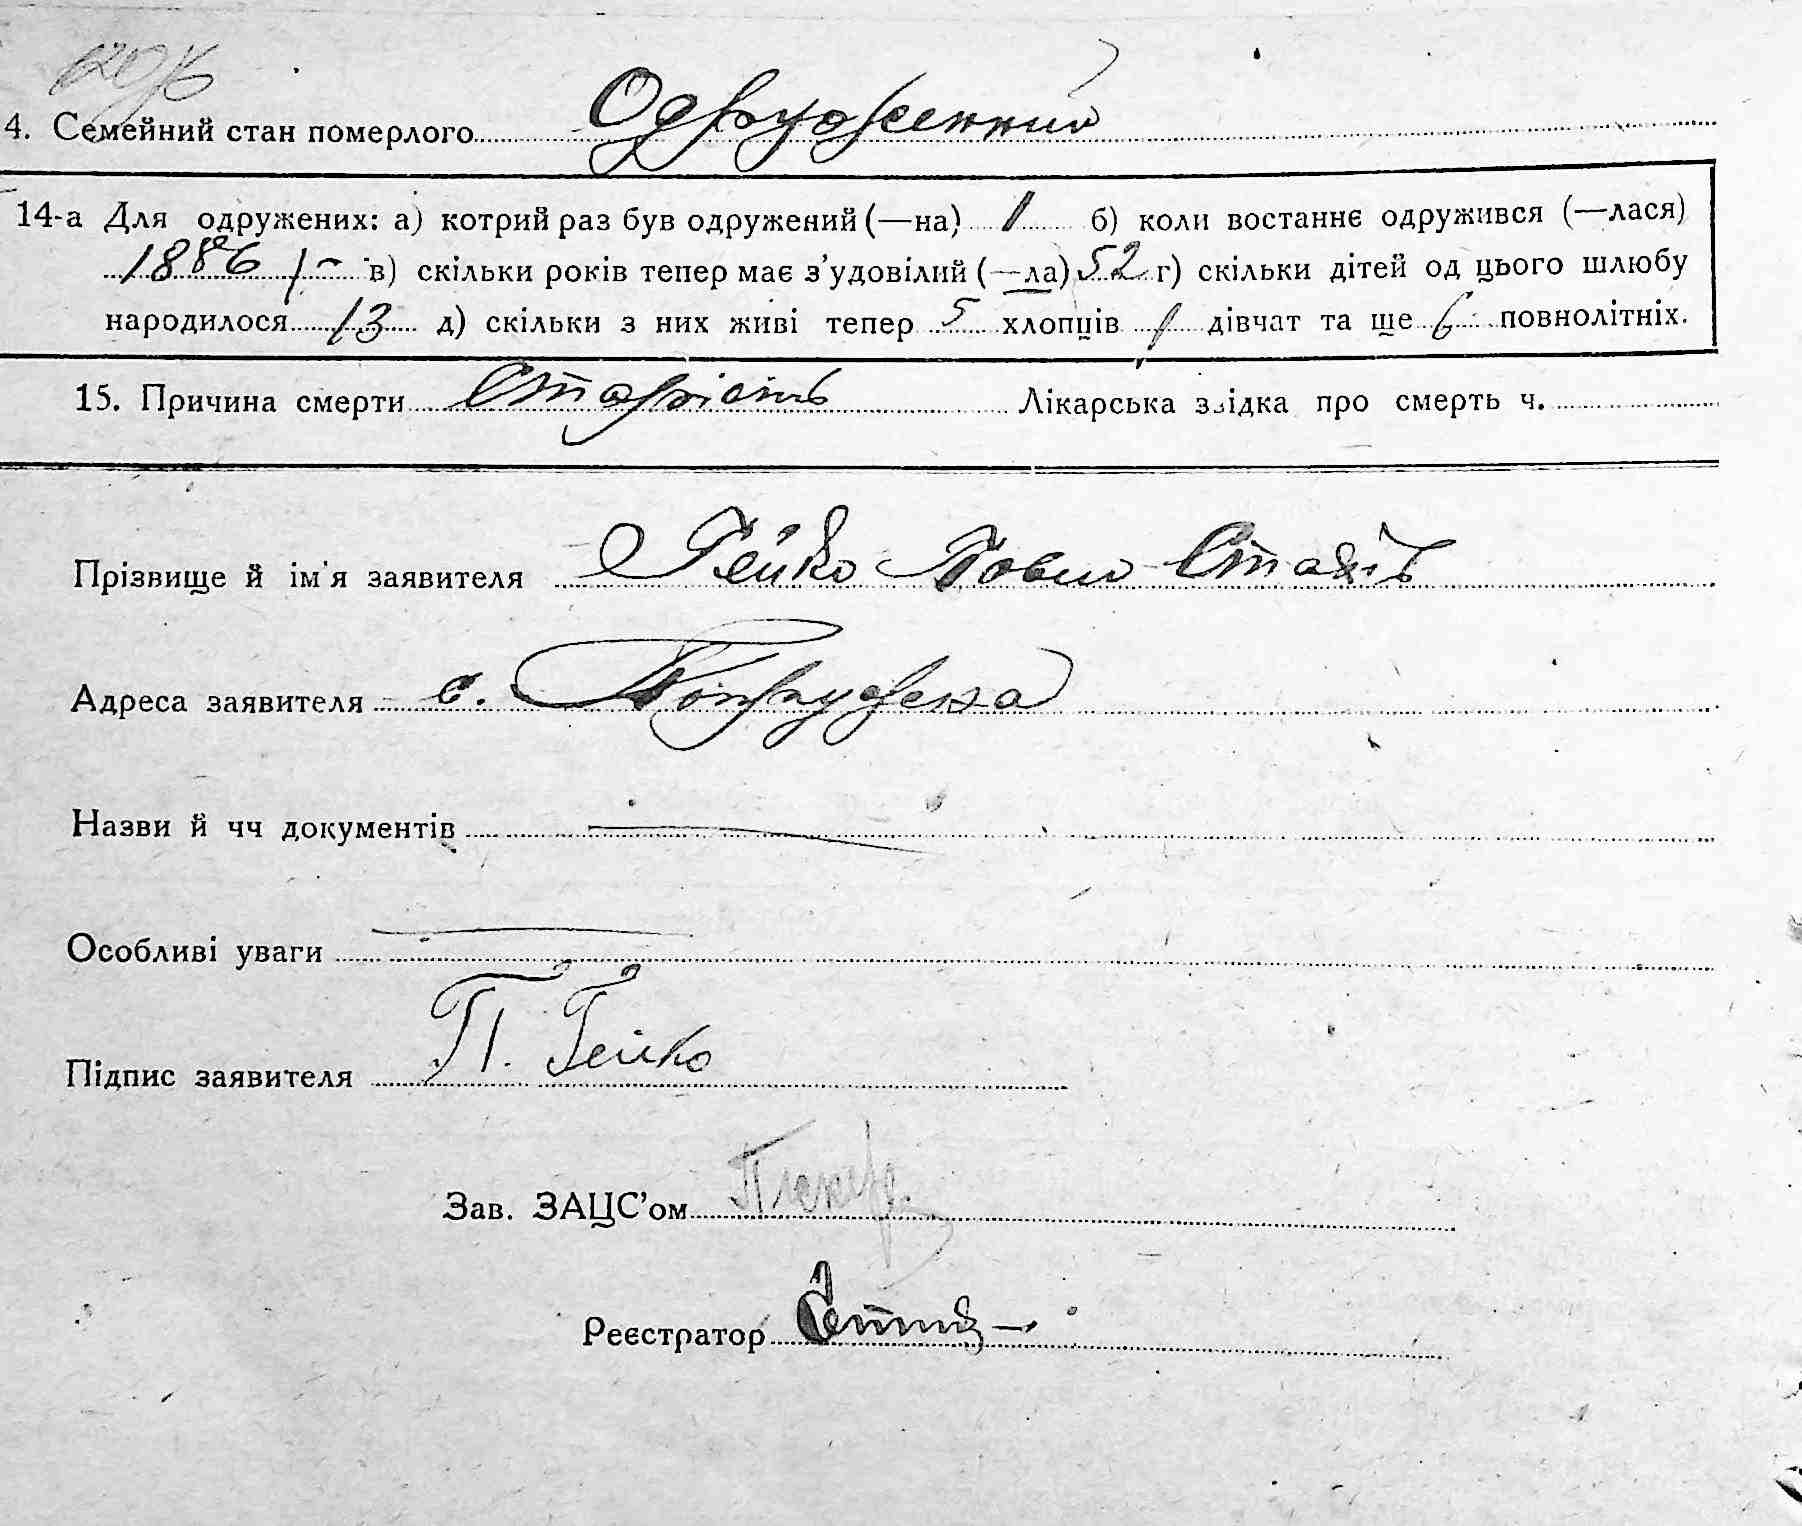 4. Семейний стан померлого Одружений
14-а Для одружених: а) котрий раз був одружений (—на) 1 б) коли востаннє одружився (—лася)
1886 р в) скільки років тепер має з'удовілий (—ла) 52 г) скільки дітей од цього шлюбу
народилося 13 д) скільки з них живі тепер 5 хлопців 1 дівчат та ще 6 повнолітніх.
15. Причина смерти Старість Лікарська звідка про смерть ч.
Прізвище й ім'я заявителя Гейко Павло
Адреса заявителя с.
Назви й чч документів
Особливі уваги
Підпис заявителя П. Гейко
Зав. ЗАЦС'ом
Реєстратор